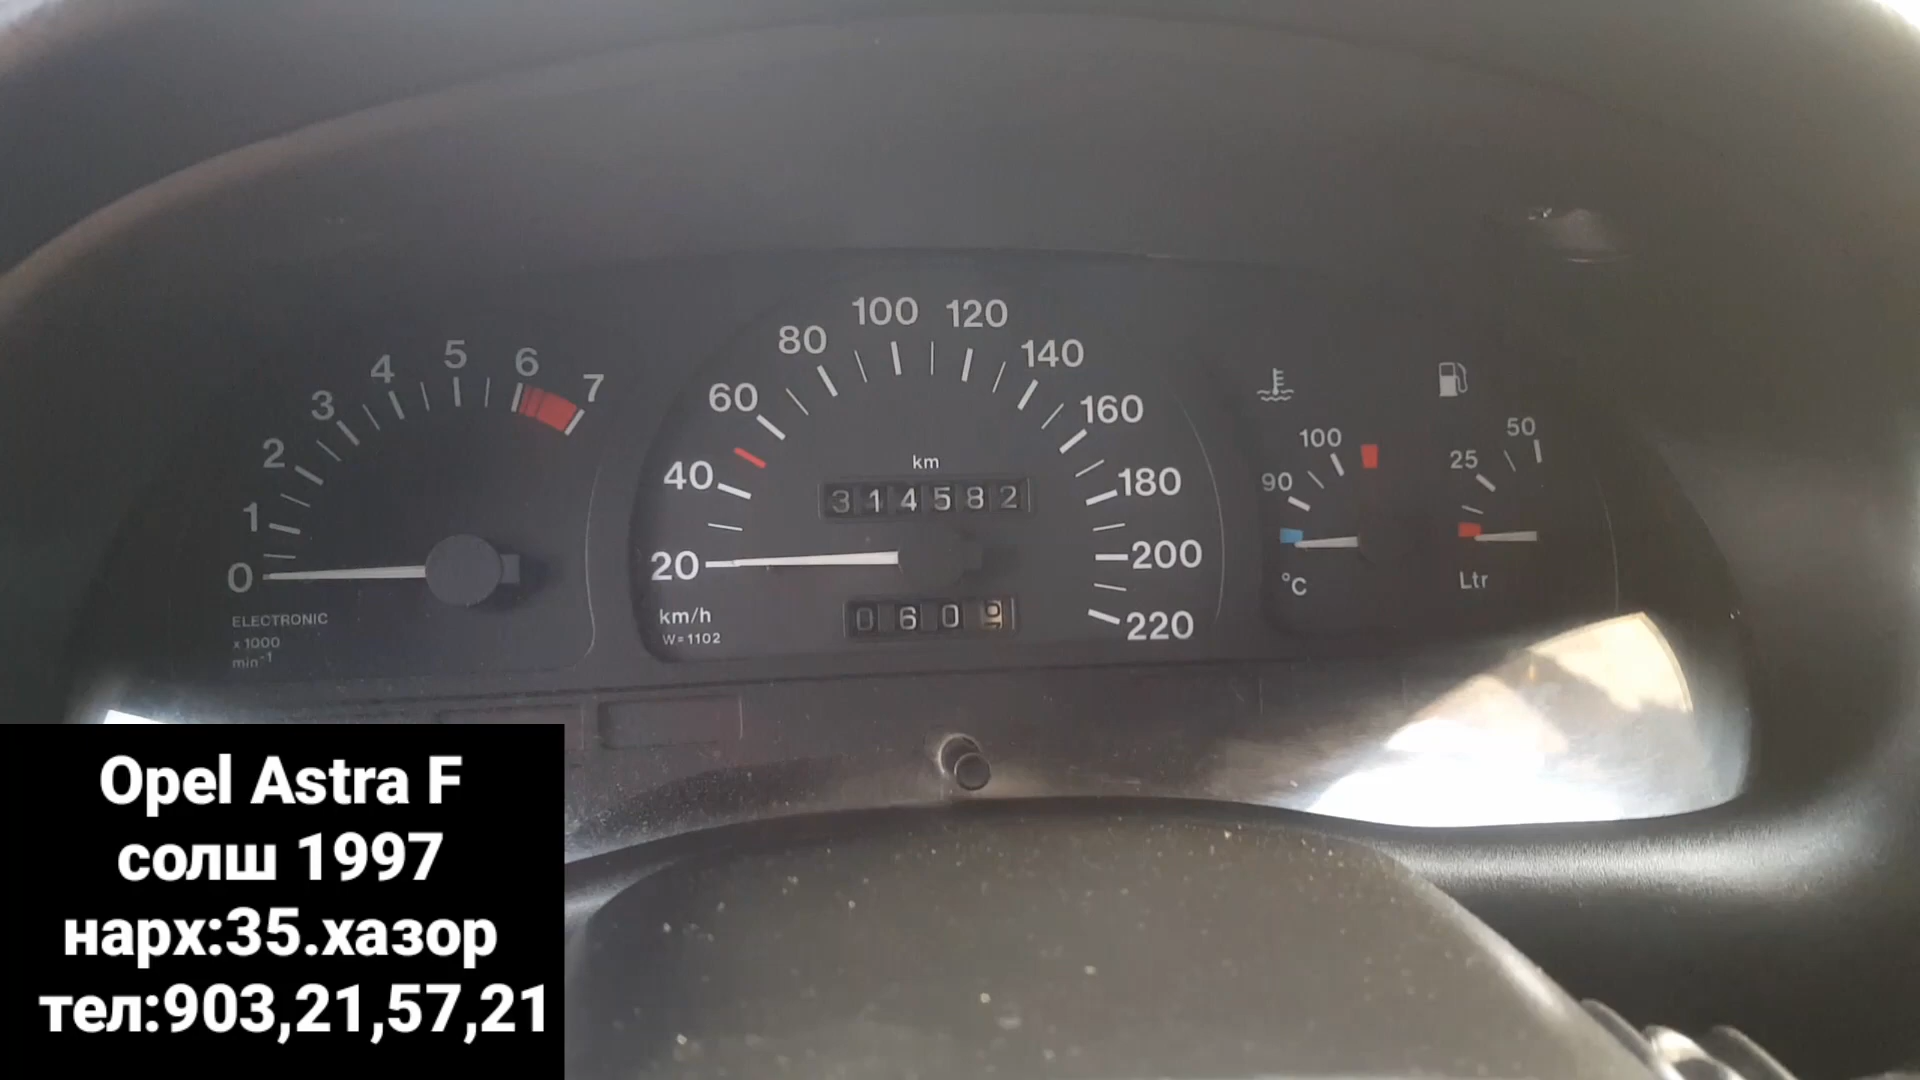 0 1 2 3 4 5 6 7
ELECTRONIC
x 1000
min-1
20 40 60 80 100 120 140 160 180 200 220
km
314582
0609
km/h
W=1102
90 100
°C
25 50
Ltr
Opel Astra F
солш 1997
нарх:35.хазор
тел:903,21,57,21